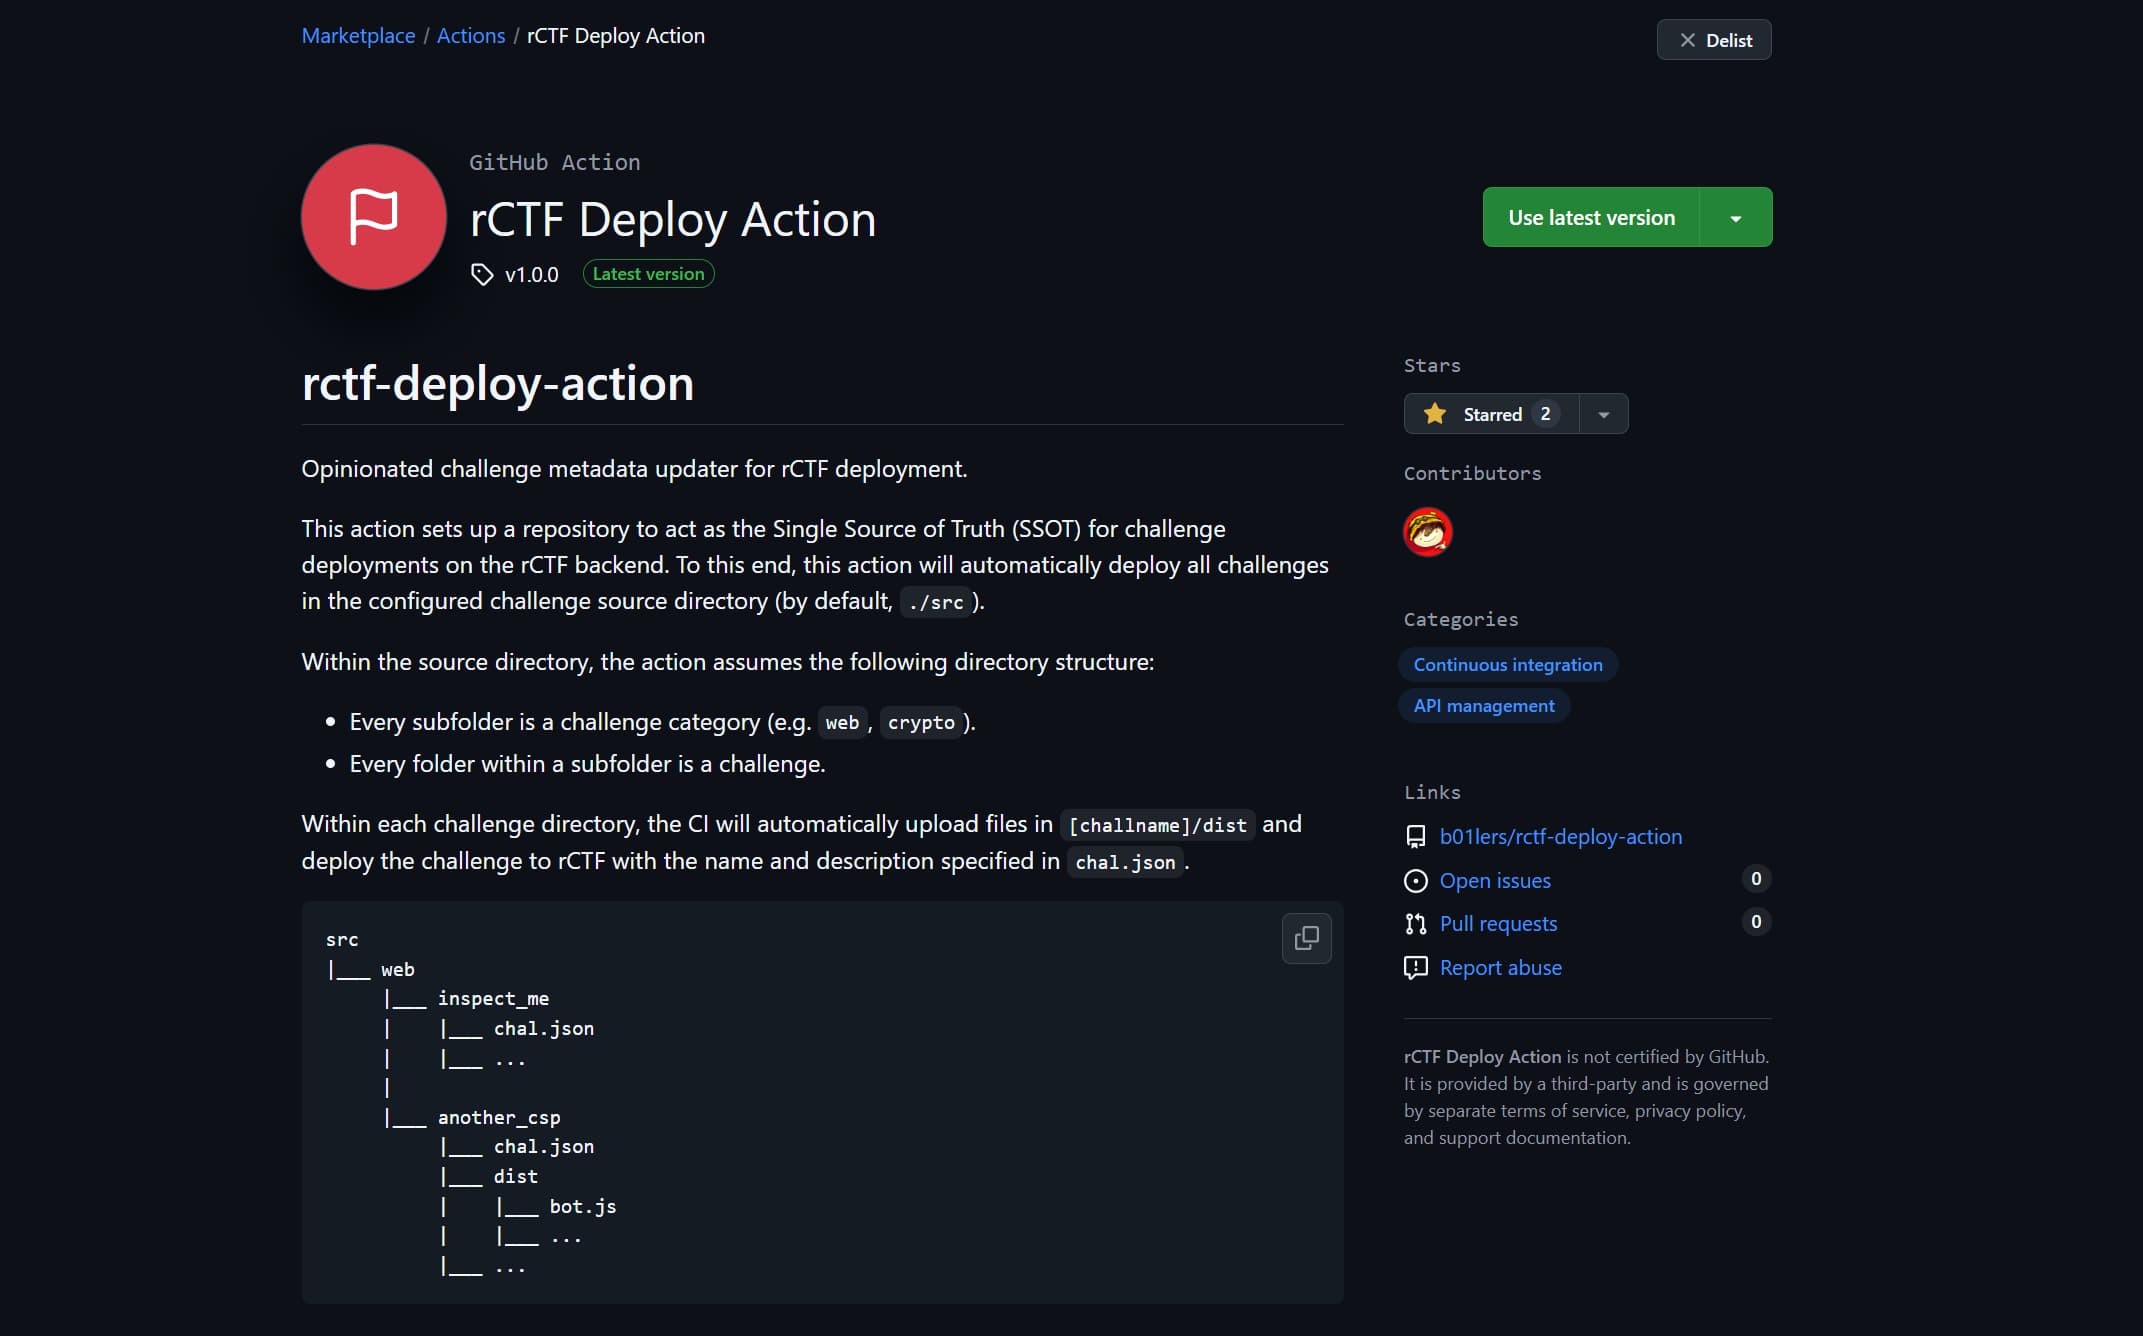 Marketplace / Actions / rCTF Deploy Action
Delist
GitHub Action
rCTF Deploy Action
v1.0.0 Latest version
Use latest version
rctf-deploy-action
Opinionated challenge metadata updater for rCTF deployment.
This action sets up a repository to act as the Single Source of Truth (SSOT) for challenge
deployments on the rCTF backend. To this end, this action will automatically deploy all challenges
in the configured challenge source directory (by default, ./src).
Within the source directory, the action assumes the following directory structure:
• Every subfolder is a challenge category (e.g. web, crypto).
• Every folder within a subfolder is a challenge.
Within each challenge directory, the CI will automatically upload files in [challname]/dist and
deploy the challenge to rCTF with the name and description specified in chal.json.
src
|___ web
     |___ inspect_me
     |    |___ chal.json
     |    |___ ...
     |
     |___ another_csp
          |___ chal.json
          |___ dist
          |    |___ bot.js
          |    |___ ...
          |___ ...
Stars
Starred 2
Contributors
Categories
Continuous integration
API management
Links
b01lers/rctf-deploy-action
Open issues 0
Pull requests 0
Report abuse
rCTF Deploy Action is not certified by GitHub.
It is provided by a third-party and is governed
by separate terms of service, privacy policy,
and support documentation.